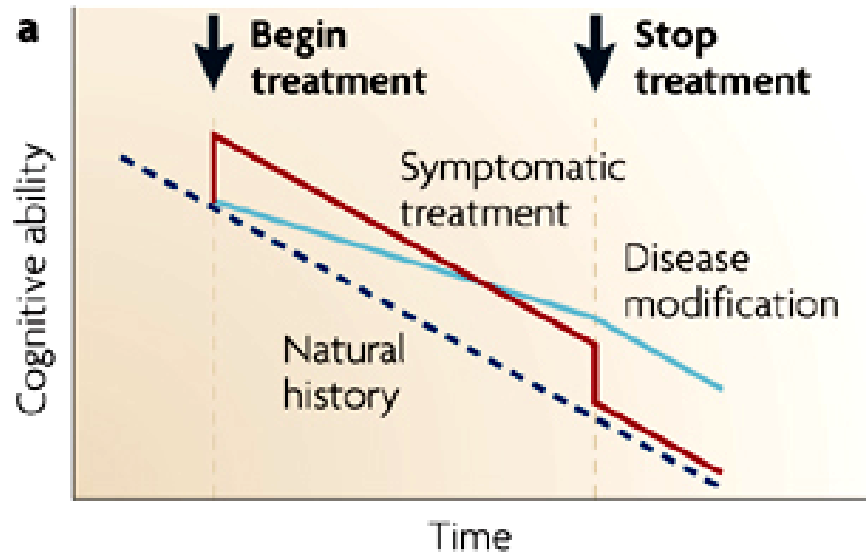 a
Begin
treatment
Stop
treatment
Symptomatic
treatment
Disease
modification
Natural
history
Cognitive ability
Time